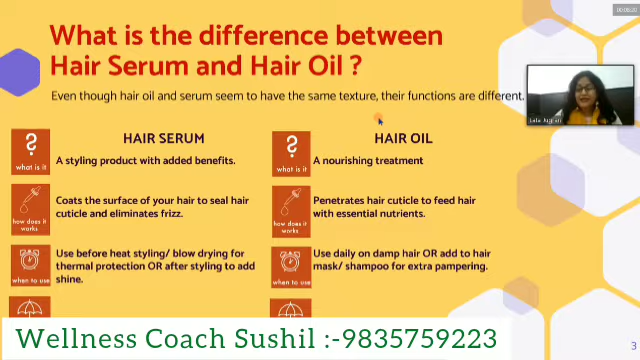 What is the difference between
Hair Serum and Hair Oil ?
Even though hair oil and serum seem to have the same texture, their functions are different.
HAIR SERUM
what is it
A styling product with added benefits.
how does it
works
Coats the surface of your hair to seal hair
cuticle and eliminates frizz.
when to use
Use before heat styling/ blow drying for
thermal protection OR after styling to add
shine.
HAIR OIL
what is it
A nourishing treatment
how does it
works
Penetrates hair cuticle to feed hair
with essential nutrients.
when to use
Use daily on damp hair OR add to hair
mask/ shampoo for extra pampering.
Wellness Coach Sushil :-9835759223
3